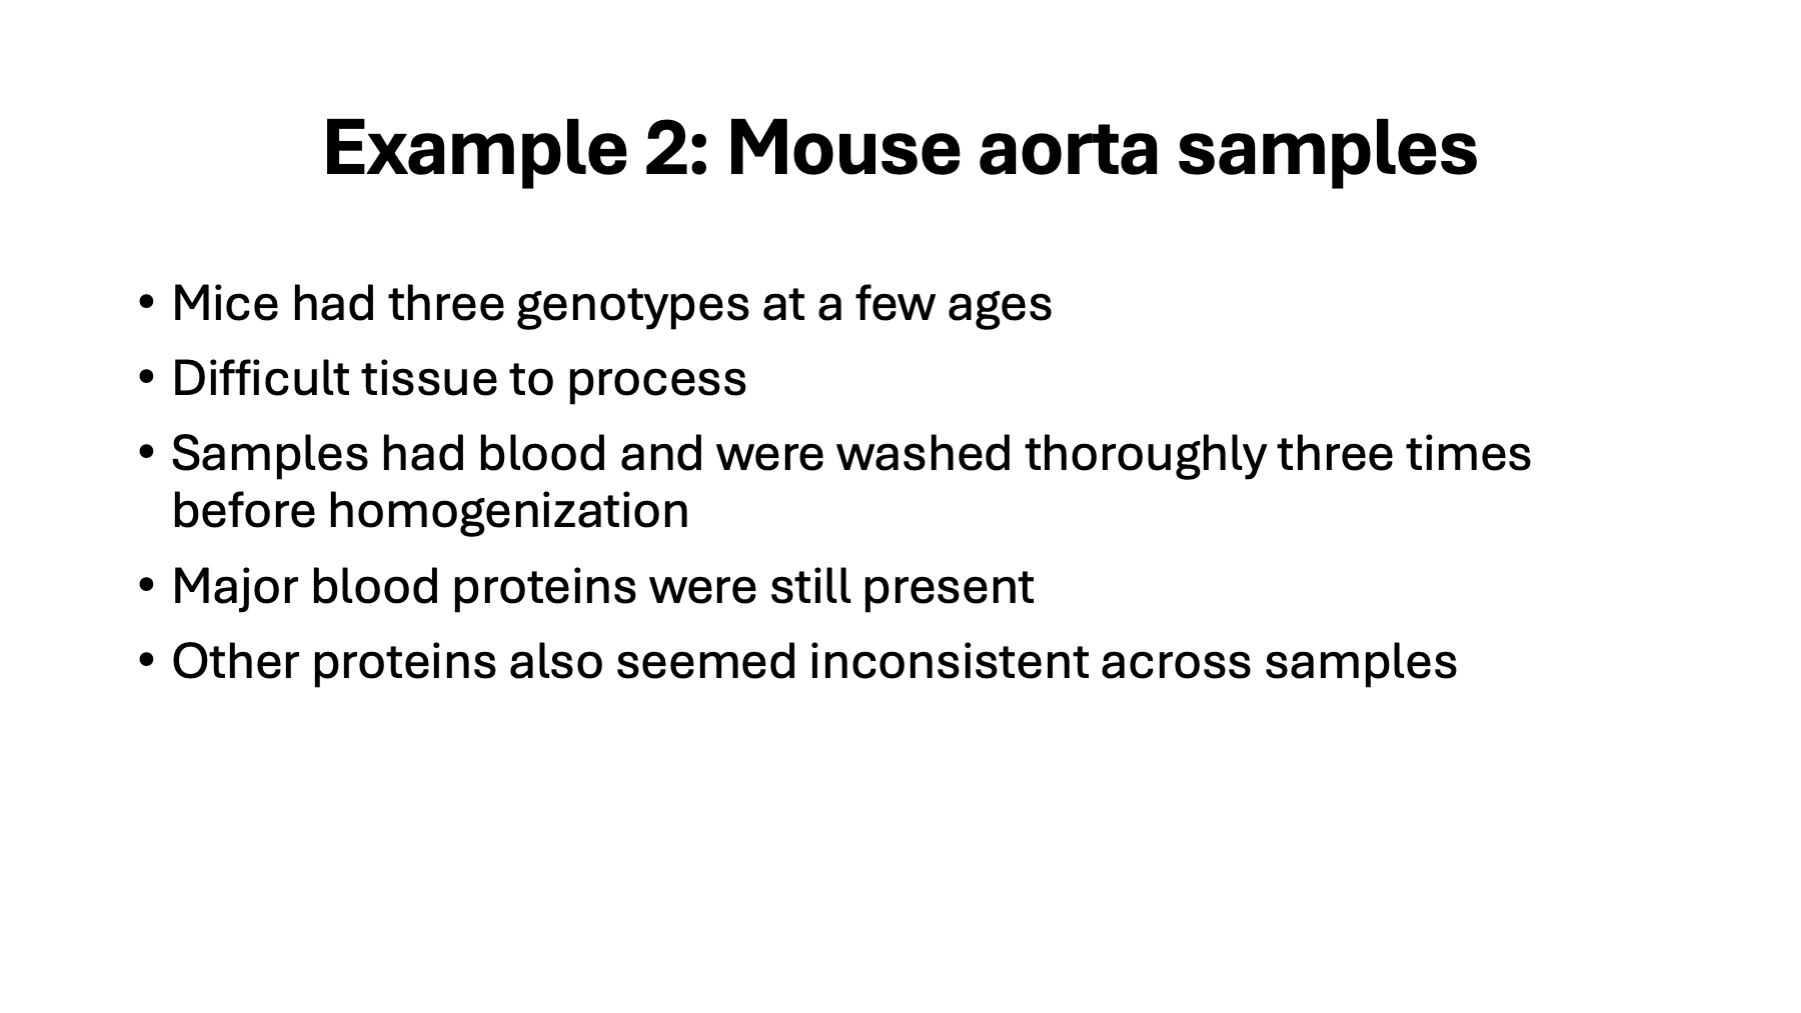 Example 2: Mouse aorta samples
• Mice had three genotypes at a few ages
• Difficult tissue to process
• Samples had blood and were washed thoroughly three times
before homogenization
• Major blood proteins were still present
• Other proteins also seemed inconsistent across samples